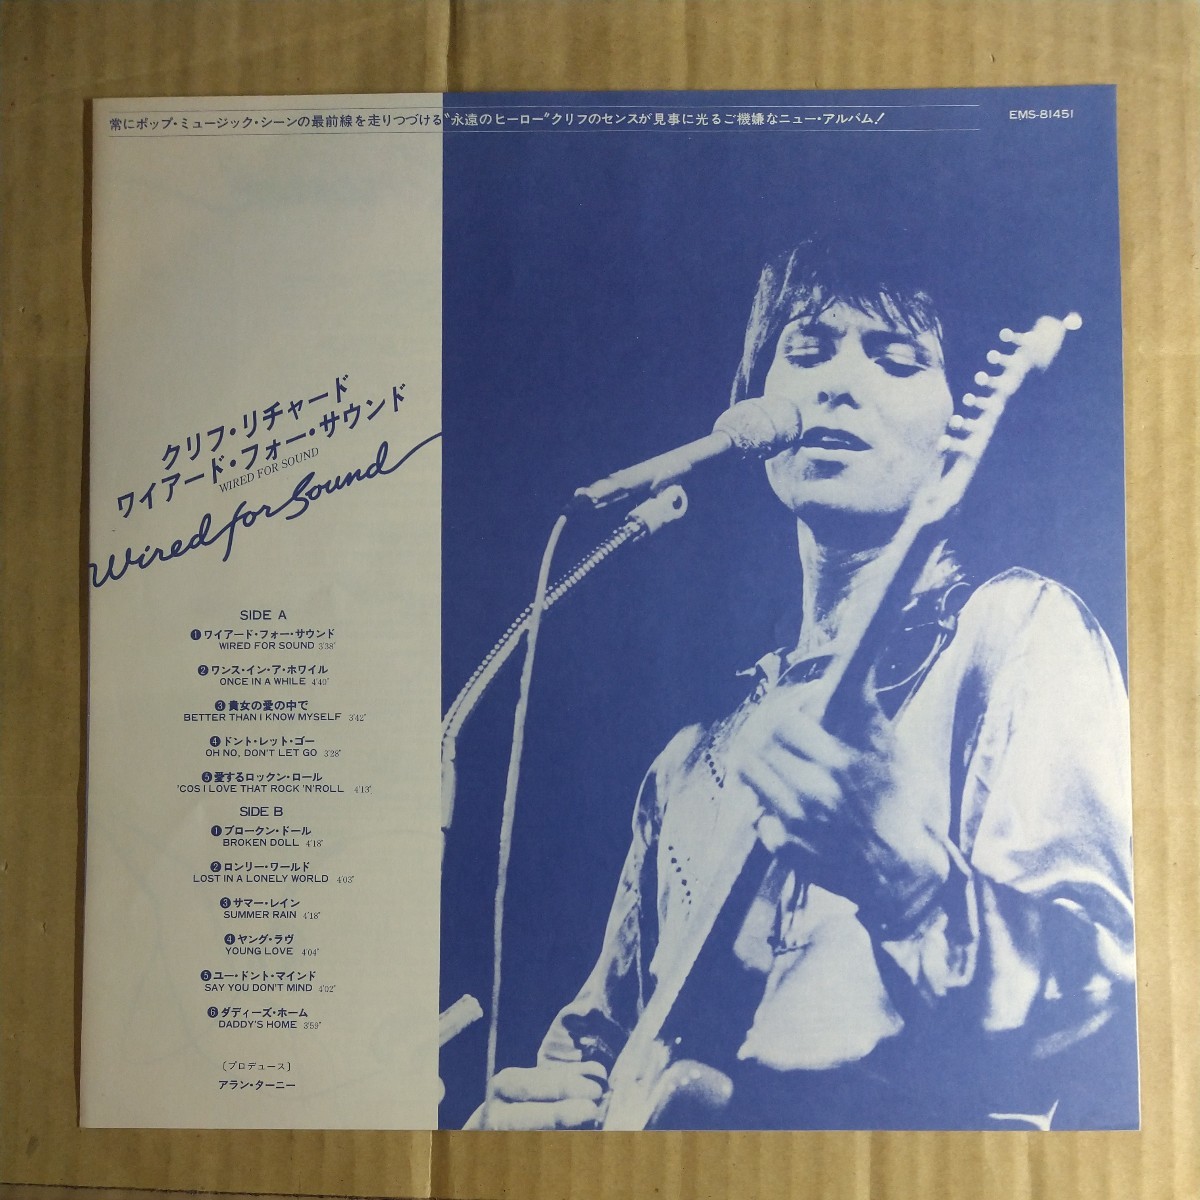 常にポップ・ミュージック・シーンの最前線を走りつづける“永遠のヒーロー”クリフのセンスが見事に光るご機嫌なニュー・アルバム!
EMS-81451
クリフ・リチャード
ワイアード・フォー・サウンド
WIRED FOR SOUND
Wired for Sound
SIDE A
❶ワイアード・フォー・サウンド
WIRED FOR SOUND 3'38"
❷ワンス・イン・ア・ホワイル
ONCE IN A WHILE 4'40"
❸貴女の愛の中で
BETTER THAN I KNOW MYSELF 3'42"
❹ドント・レット・ゴー
OH NO, DON'T LET GO 3'28"
❺愛するロックン・ロール
'COS I LOVE THAT ROCK 'N' ROLL 4'13"
SIDE B
❶ブロークン・ドール
BROKEN DOLL 4'18"
❷ロンリー・ワールド
LOST IN A LONELY WORLD 4'03"
❸サマー・レイン
SUMMER RAIN 4'18"
❹ヤング・ラヴ
YOUNG LOVE 4'04"
❺ユー・ドント・マインド
SAY YOU DON'T MIND 4'02"
❻ダディーズ・ホーム
DADDY'S HOME 3'59"
〔プロデュース〕
アラン・ターニー